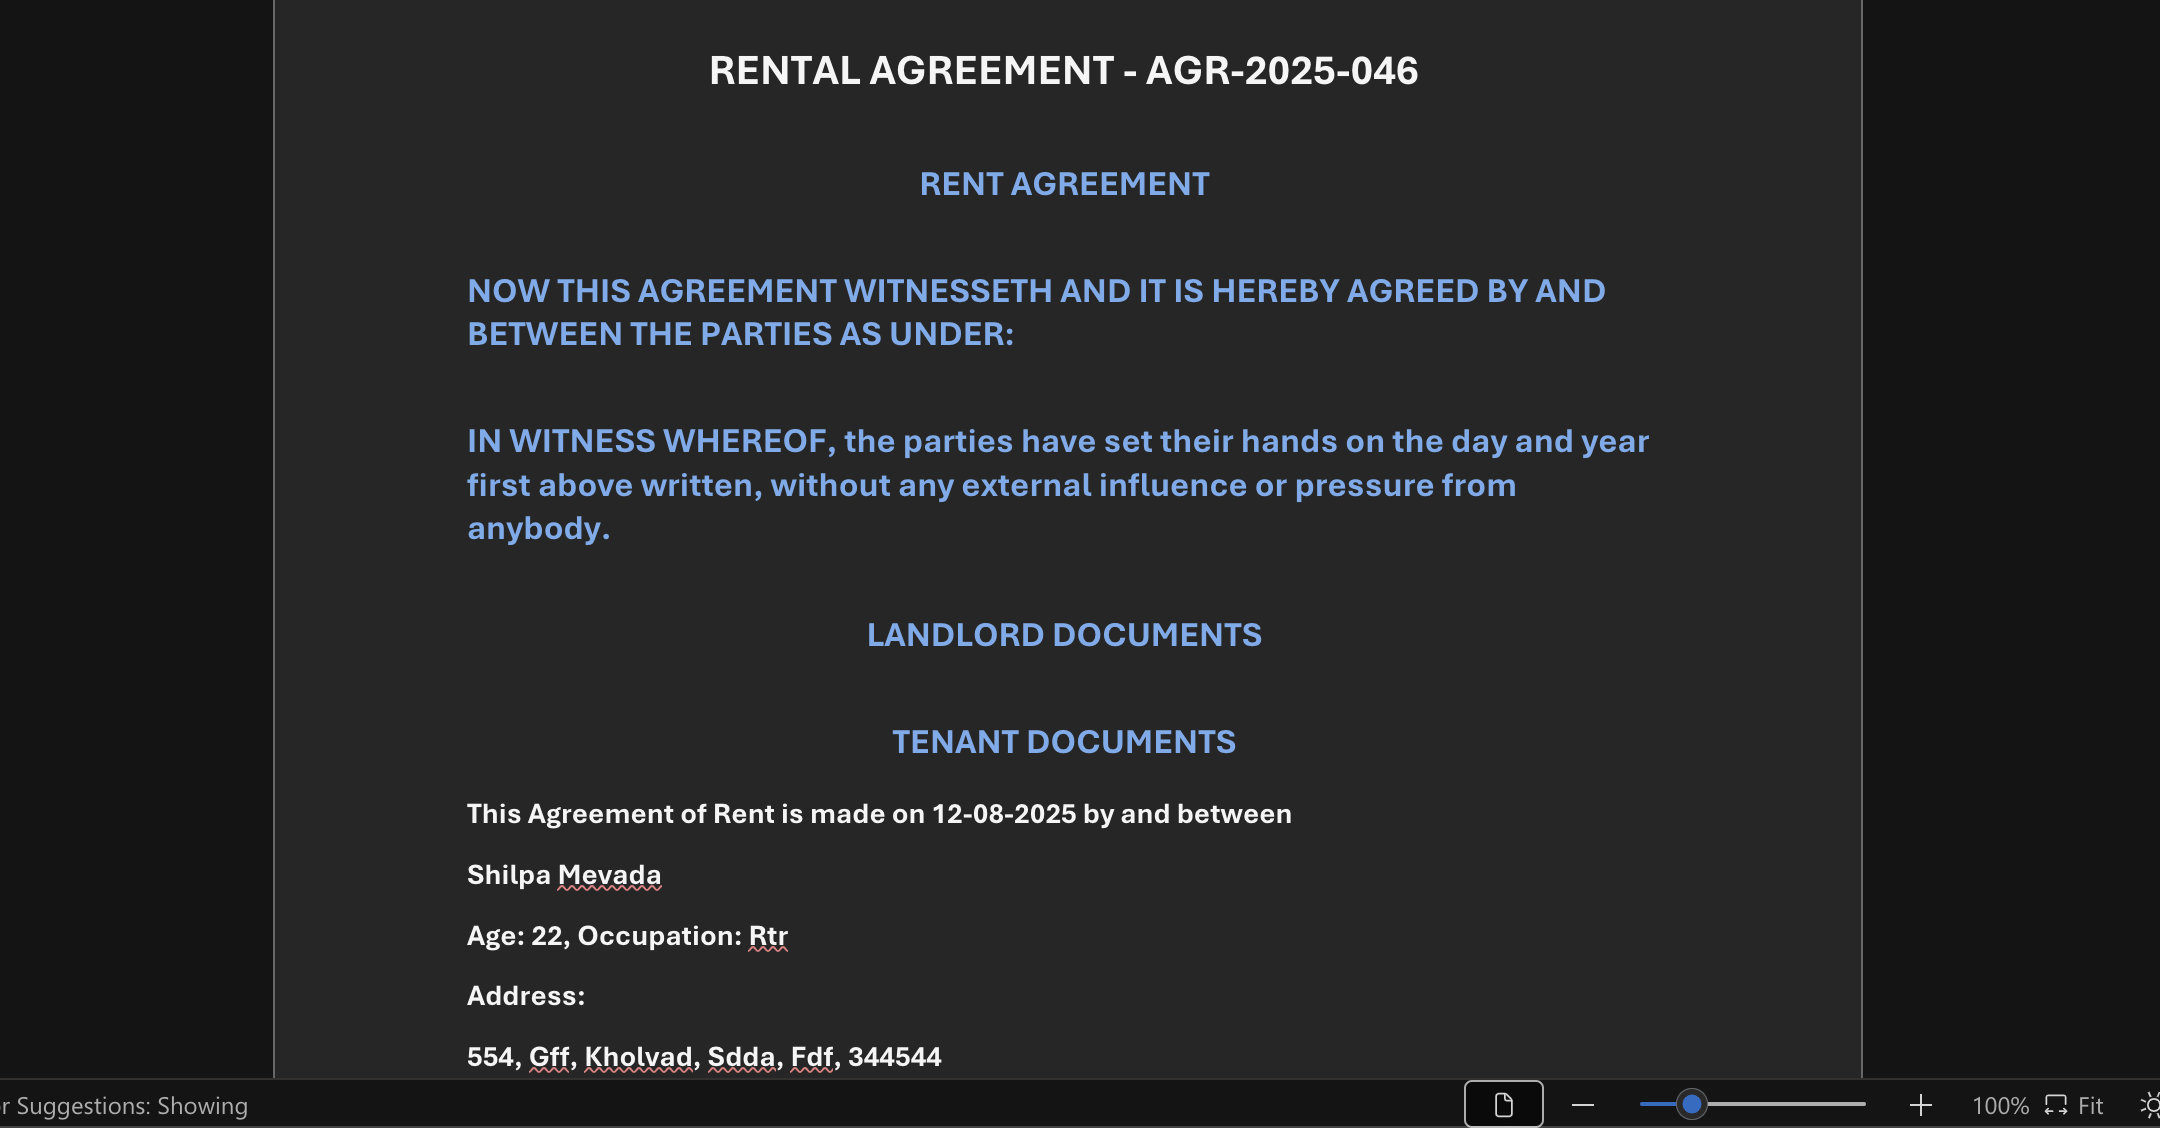 RENTAL AGREEMENT - AGR-2025-046
RENT AGREEMENT
NOW THIS AGREEMENT WITNESSETH AND IT IS HEREBY AGREED BY AND
BETWEEN THE PARTIES AS UNDER:
IN WITNESS WHEREOF, the parties have set their hands on the day and year
first above written, without any external influence or pressure from
anybody.
LANDLORD DOCUMENTS
TENANT DOCUMENTS
This Agreement of Rent is made on 12-08-2025 by and between
Shilpa Mevada
Age: 22, Occupation: Rtr
Address:
554, Gff, Kholvad, Sdda, Fdf, 344544
r Suggestions: Showing
100% Fit